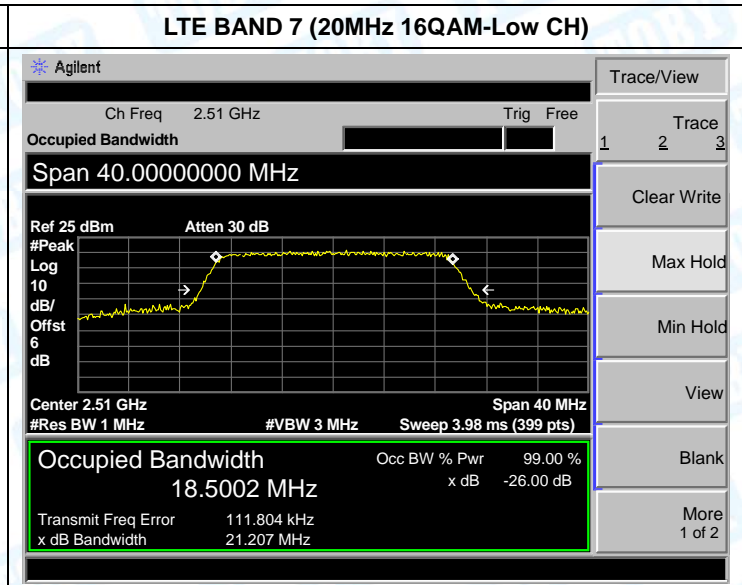 LTE BAND 7 (20MHz 16QAM-Low CH)
Agilent
Ch Freq 2.51 GHz Trig Free
Occupied Bandwidth
Span 40.00000000 MHz
Ref 25 dBm Atten 30 dB
#Peak
Log
10
dB/
Offst
6
dB
Center 2.51 GHz Span 40 MHz
#Res BW 1 MHz #VBW 3 MHz Sweep 3.98 ms (399 pts)
Occupied Bandwidth Occ BW % Pwr 99.00 %
18.5002 MHz x dB -26.00 dB
Transmit Freq Error 111.804 kHz
x dB Bandwidth 21.207 MHz
Trace/View
Trace
1 2 3
Clear Write
Max Hold
Min Hold
View
Blank
More
1 of 2